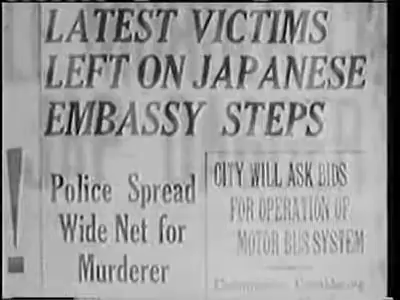 LATEST VICTIMS
LEFT ON JAPANESE
EMBASSY STEPS
!
Police Spread
Wide Net for
Murderer
CITY WILL ASK BIDS
FOR OPERATION OF
MOTOR BUS SYSTEM